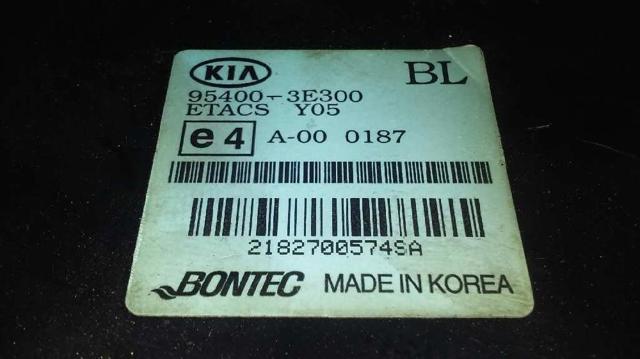 KIA BL
95400-3E300
ETACS Y05
e4 A-00 0187
2182700574SA
BONTEC MADE IN KOREA